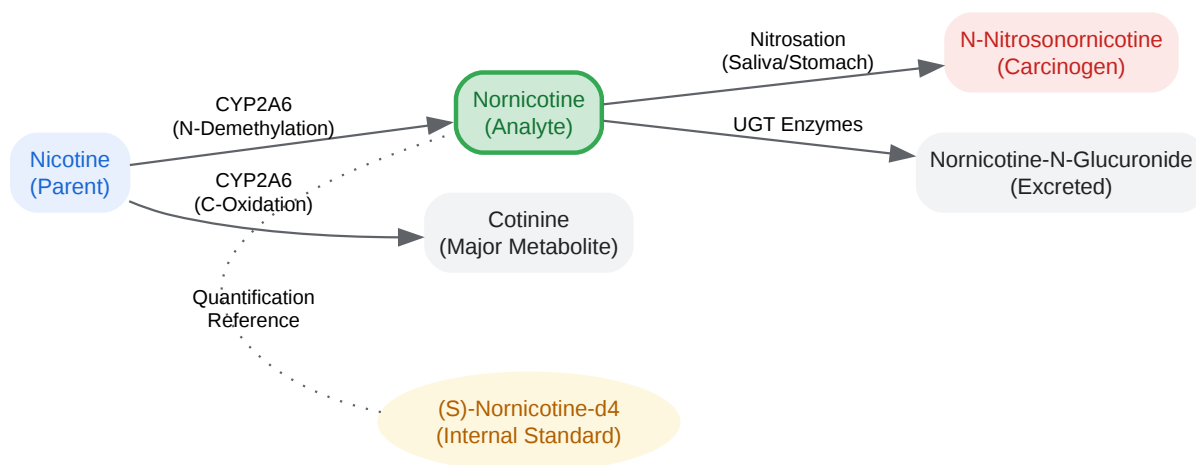 Nicotine
(Parent)
CYP2A6
(N-Demethylation)
CYP2A6
(C-Oxidation)
Nornicotine
(Analyte)
Cotinine
(Major Metabolite)
Nitrosation
(Saliva/Stomach)
N-Nitrosonornicotine
(Carcinogen)
UGT Enzymes
Nornicotine-N-Glucuronide
(Excreted)
Quantification
Reference
(S)-Nornicotine-d4
(Internal Standard)